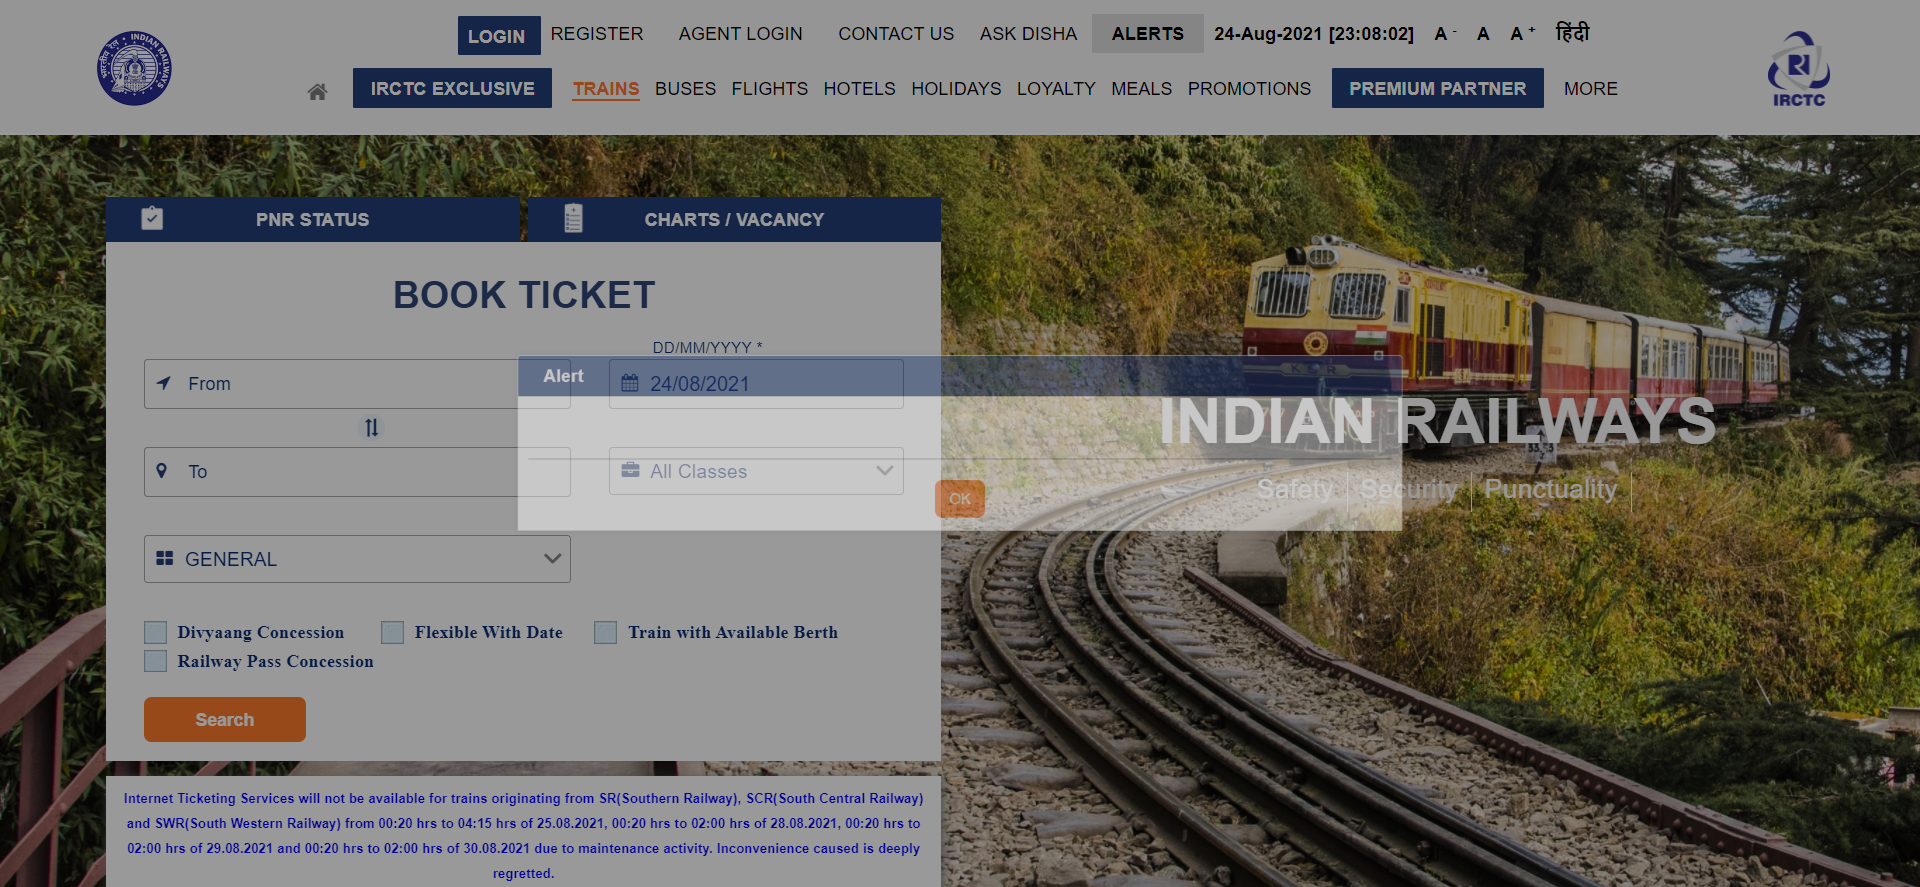 LOGIN REGISTER AGENT LOGIN CONTACT US ASK DISHA ALERTS 24-Aug-2021 [23:08:02] A - A A + हिंदी
IRCTC EXCLUSIVE TRAINS BUSES FLIGHTS HOTELS HOLIDAYS LOYALTY MEALS PROMOTIONS PREMIUM PARTNER MORE
INDIAN RAILWAYS
भारतीय रेल
IRCTC
PNR STATUS CHARTS / VACANCY
BOOK TICKET
DD/MM/YYYY *
Alert
From 24/08/2021
INDIAN RAILWAYS
To All Classes
Safety Security Punctuality
OK
GENERAL
Divyaang Concession Flexible With Date Train with Available Berth
Railway Pass Concession
Search
Internet Ticketing Services will not be available for trains originating from SR(Southern Railway), SCR(South Central Railway)
and SWR(South Western Railway) from 00:20 hrs to 04:15 hrs of 25.08.2021, 00:20 hrs to 02:00 hrs of 28.08.2021, 00:20 hrs to
02:00 hrs of 29.08.2021 and 00:20 hrs to 02:00 hrs of 30.08.2021 due to maintenance activity. Inconvenience caused is deeply
regretted.